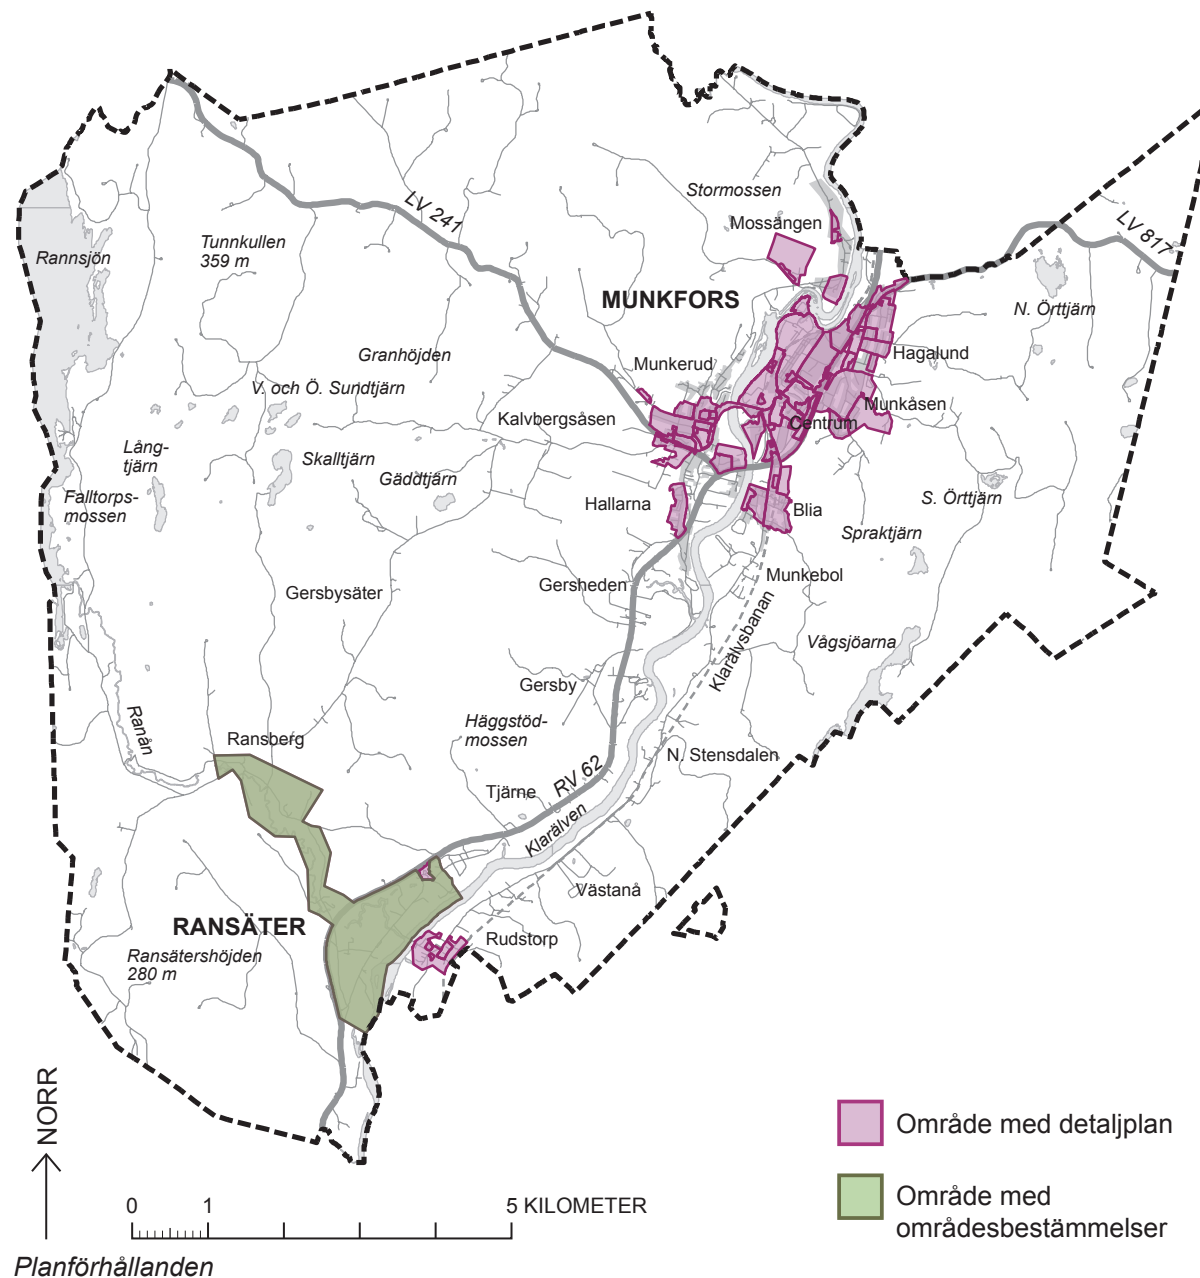 Stormossen
Mossängen
LV 241
LV 817
Tunnkullen
359 m
Rannsjön
MUNKFORS
N. Örttjärn
Granhöjden
Hagalund
Munkerud
V. och Ö. Sundtjärn
Munkåsen
Kalvbergsåsen
Centrum
Lång-
tjärn
Skalltjärn
Gäddtjärn
Falltorps-
mossen
Hallarna
Blia
S. Örttjärn
Spraktjärn
Gersheden
Munkebol
Gersbysäter
Klarälvsbanan
Vågsjöarna
Gersby
Ranån
Ransberg
Häggstöd-
mossen
N. Stensdalen
RV 62
Tjärne
Klarälven
Västanå
RANSÄTER
Rudstorp
Ransätershöjden
280 m
NORR
Område med detaljplan
0 1 5 KILOMETER
Område med
områdesbestämmelser
Planförhållanden